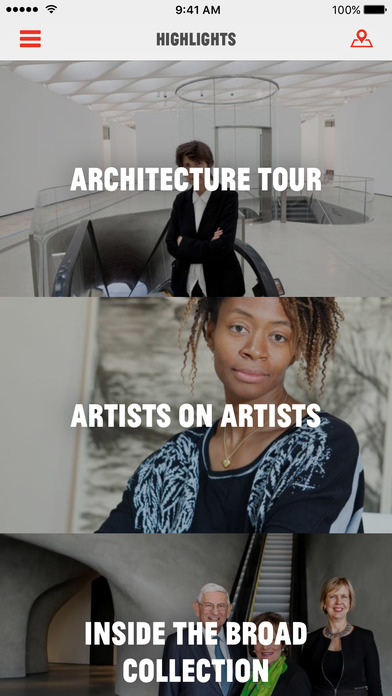 9:41 AM 100%
HIGHLIGHTS
ARCHITECTURE TOUR
ARTISTS ON ARTISTS
INSIDE THE BROAD
COLLECTION